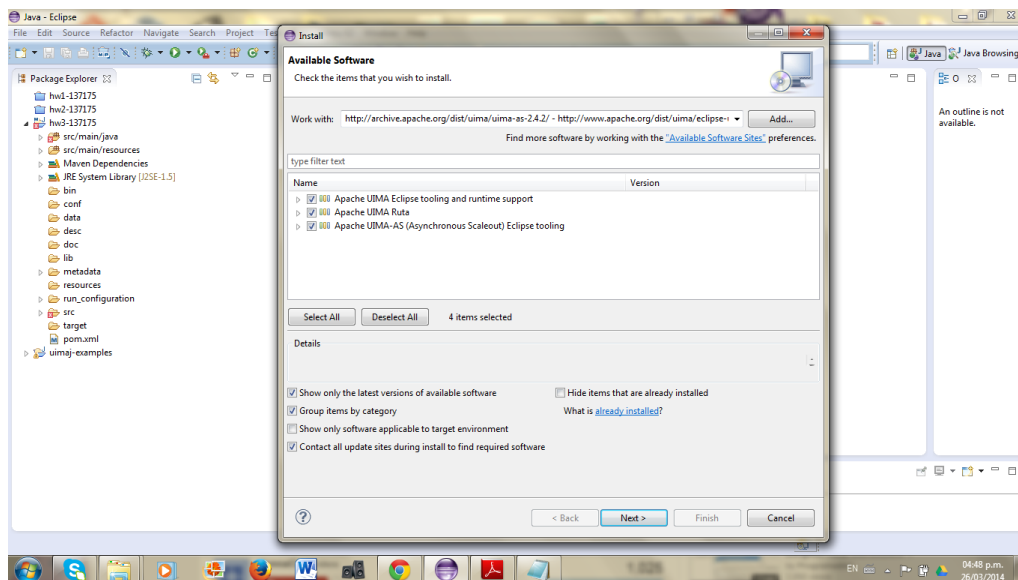 Java - Eclipse
File Edit Source Refactor Navigate Search Project
Java
Java Browsing
Package Explorer
hw1-137175
hw2-137175
hw3-137175
src/main/java
src/main/resources
Maven Dependencies
JRE System Library [J2SE-1.5]
bin
conf
data
desc
doc
lib
metadata
resources
run_configuration
src
target
pom.xml
uimaj-examples
Install
Available Software
Check the items that you wish to install.
Work with: http://archive.apache.org/dist/uima/uima-as-2.4.2/ - http://www.apache.org/dist/uima/eclipse-
Add...
Find more software by working with the "Available Software Sites" preferences.
type filter text
Name Version
Apache UIMA Eclipse tooling and runtime support
Apache UIMA Ruta
Apache UIMA-AS (Asynchronous Scaleout) Eclipse tooling
Select All Deselect All 4 items selected
Details
Show only the latest versions of available software Hide items that are already installed
Group items by category What is already installed?
Show only software applicable to target environment
Contact all update sites during install to find required software
< Back Next > Finish Cancel
O
An outline is not
available.
EN
04:48 p.m.
26/03/2014